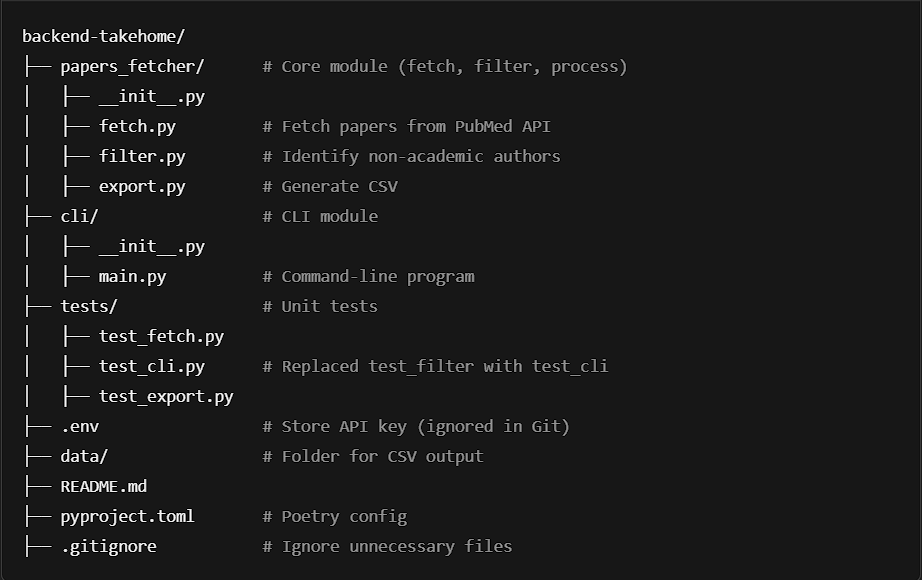 backend-takehome/
├── papers_fetcher/      # Core module (fetch, filter, process)
│   ├── __init__.py
│   ├── fetch.py         # Fetch papers from PubMed API
│   ├── filter.py        # Identify non-academic authors
│   ├── export.py        # Generate CSV
├── cli/                 # CLI module
│   ├── __init__.py
│   ├── main.py          # Command-line program
├── tests/               # Unit tests
│   ├── test_fetch.py
│   ├── test_cli.py      # Replaced test_filter with test_cli
│   ├── test_export.py
├── .env                 # Store API key (ignored in Git)
├── data/                # Folder for CSV output
├── README.md
├── pyproject.toml       # Poetry config
├── .gitignore           # Ignore unnecessary files